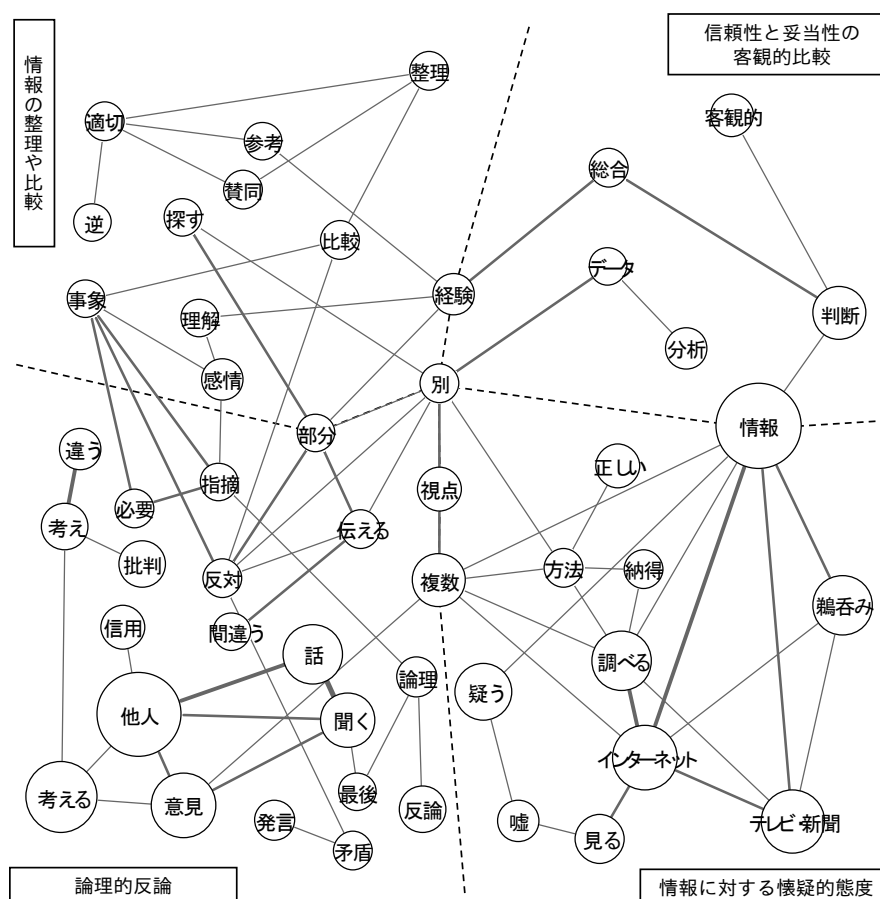 情報の整理や比較
信頼性と妥当性の
客観的比較
整理
適切
参考
客観的
総合
賛同
探す
逆
比較
データ
経験
事象
理解
判断
分析
感情
別
情報
部分
違う
正しい
指摘
視点
必要
考え
伝える
批判
反対
複数
方法
納得
鵜呑み
信用
間違う
話
論理
調べる
疑う
他人
聞く
インターネット
考える
意見
最後
反論
発言
嘘
見る
テレビ・新聞
矛盾
論理的反論
情報に対する懐疑的態度